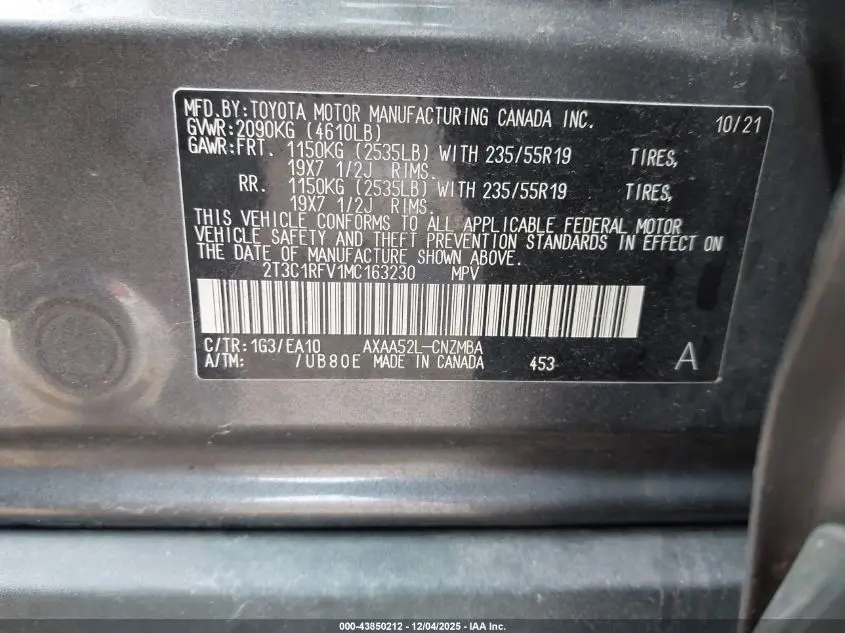 MFD.BY:TOYOTA MOTOR MANUFACTURING CANADA INC. 10/21
GVWR:2090KG (4610LB)
GAWR:FRT. 1150KG (2535LB) WITH 235/55R19 TIRES,
19X7 1/2J RIMS.
RR. 1150KG (2535LB) WITH 235/55R19 TIRES,
19X7 1/2J RIMS.
THIS VEHICLE CONFORMS TO ALL APPLICABLE FEDERAL MOTOR
VEHICLE SAFETY AND THEFT PREVENTION STANDARDS IN EFFECT ON
THE DATE OF MANUFACTURE SHOWN ABOVE.
2T3C1RFV1MC163230 MPV
C/TR:1G3/EA10 AXAA52L-CNZMBA
A/TM: /UB80E MADE IN CANADA 453 A
000-43850212 - 12/04/2025 - IAA Inc.